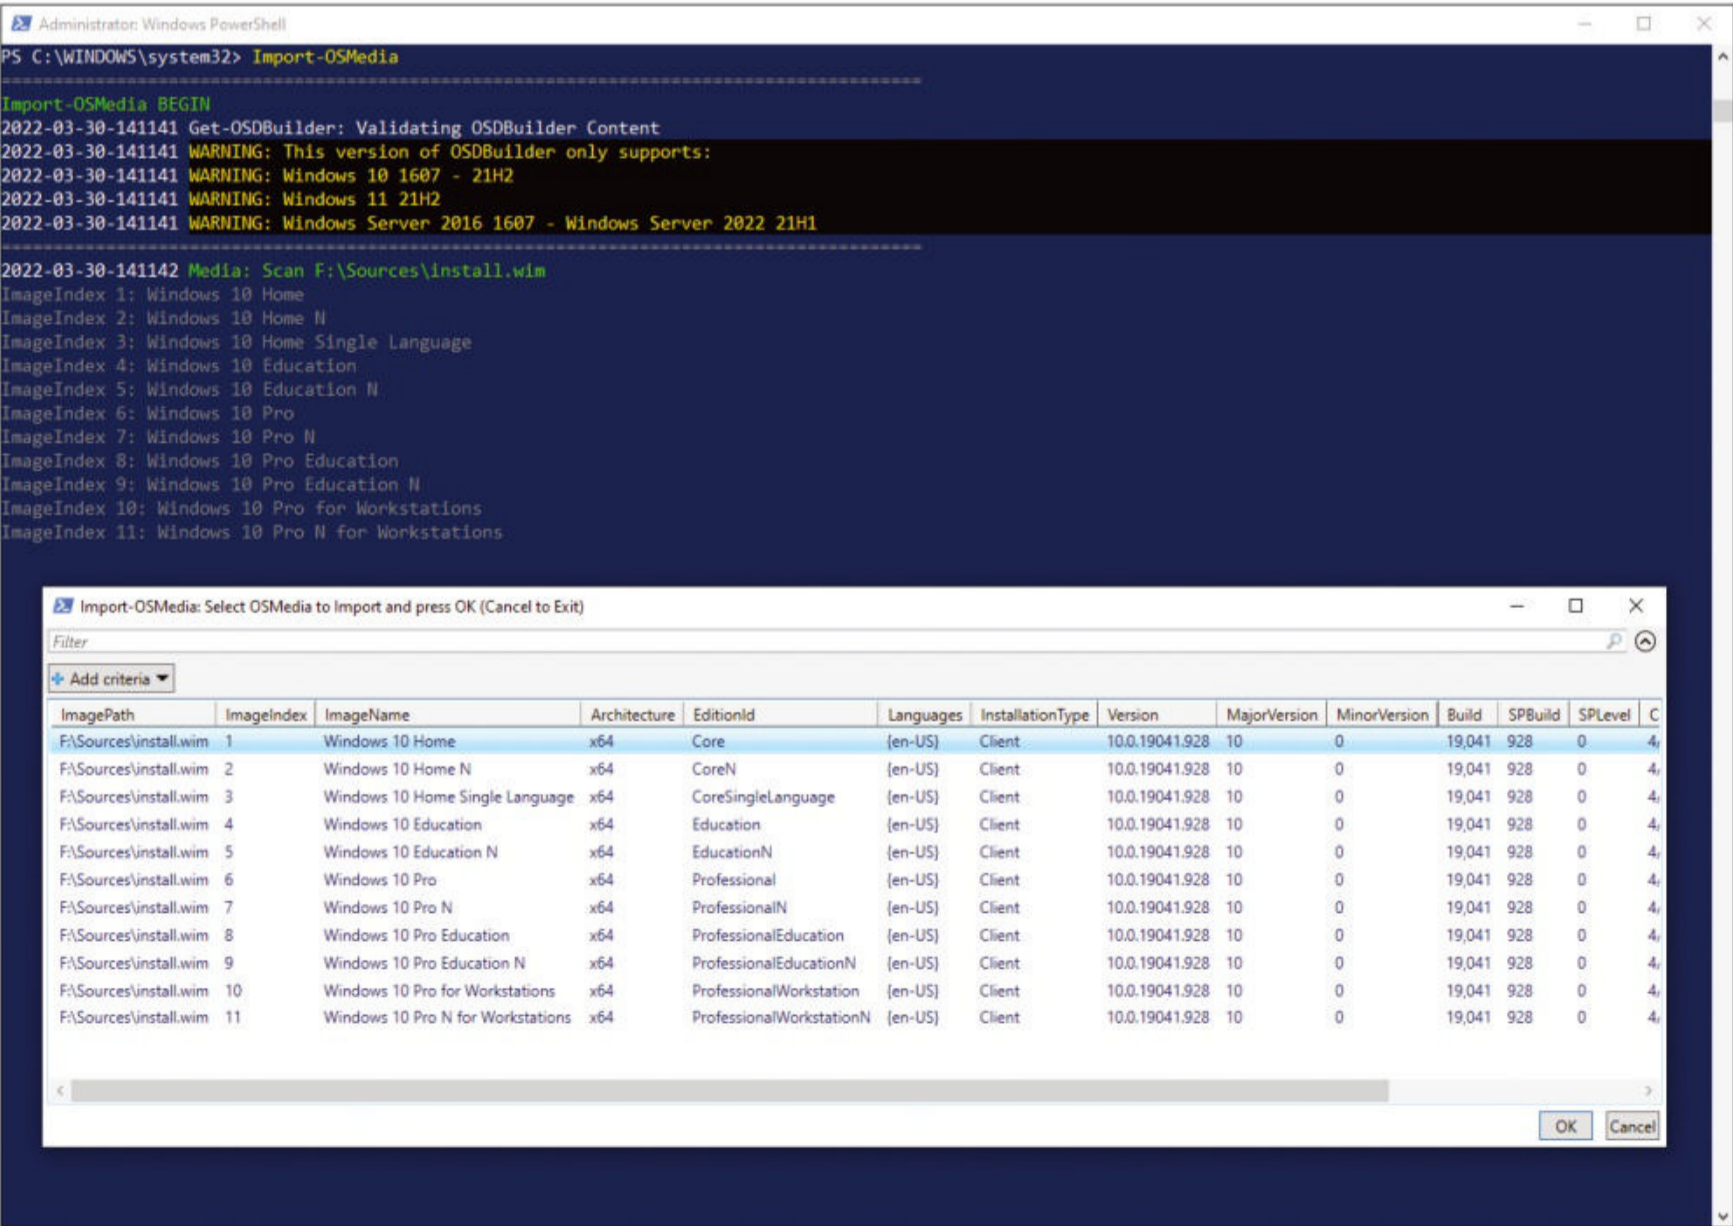 Administrator: Windows PowerShell
PS C:\WINDOWS\system32> Import-OSMedia
========================================================================================
Import-OSMedia BEGIN
2022-03-30-141141 Get-OSDBuilder: Validating OSDBuilder Content
2022-03-30-141141 WARNING: This version of OSDBuilder only supports:
2022-03-30-141141 WARNING: Windows 10 1607 - 21H2
2022-03-30-141141 WARNING: Windows 11 21H2
2022-03-30-141141 WARNING: Windows Server 2016 1607 - Windows Server 2022 21H1
========================================================================================
2022-03-30-141142 Media: Scan F:\Sources\install.wim
ImageIndex 1: Windows 10 Home
ImageIndex 2: Windows 10 Home N
ImageIndex 3: Windows 10 Home Single Language
ImageIndex 4: Windows 10 Education
ImageIndex 5: Windows 10 Education N
ImageIndex 6: Windows 10 Pro
ImageIndex 7: Windows 10 Pro N
ImageIndex 8: Windows 10 Pro Education
ImageIndex 9: Windows 10 Pro Education N
ImageIndex 10: Windows 10 Pro for Workstations
ImageIndex 11: Windows 10 Pro N for Workstations
Import-OSMedia: Select OSMedia to Import and press OK (Cancel to Exit)
Filter
Add criteria
ImagePath ImageIndex ImageName Architecture EditionId Languages InstallationType Version MajorVersion MinorVersion Build SPBuild SPLevel C
F:\Sources\install.wim 1 Windows 10 Home x64 Core {en-US} Client 10.0.19041.928 10 0 19,041 928 0 4,
F:\Sources\install.wim 2 Windows 10 Home N x64 CoreN {en-US} Client 10.0.19041.928 10 0 19,041 928 0 4,
F:\Sources\install.wim 3 Windows 10 Home Single Language x64 CoreSingleLanguage {en-US} Client 10.0.19041.928 10 0 19,041 928 0 4,
F:\Sources\install.wim 4 Windows 10 Education x64 Education {en-US} Client 10.0.19041.928 10 0 19,041 928 0 4,
F:\Sources\install.wim 5 Windows 10 Education N x64 EducationN {en-US} Client 10.0.19041.928 10 0 19,041 928 0 4,
F:\Sources\install.wim 6 Windows 10 Pro x64 Professional {en-US} Client 10.0.19041.928 10 0 19,041 928 0 4,
F:\Sources\install.wim 7 Windows 10 Pro N x64 ProfessionalN {en-US} Client 10.0.19041.928 10 0 19,041 928 0 4,
F:\Sources\install.wim 8 Windows 10 Pro Education x64 ProfessionalEducation {en-US} Client 10.0.19041.928 10 0 19,041 928 0 4,
F:\Sources\install.wim 9 Windows 10 Pro Education N x64 ProfessionalEducationN {en-US} Client 10.0.19041.928 10 0 19,041 928 0 4,
F:\Sources\install.wim 10 Windows 10 Pro for Workstations x64 ProfessionalWorkstation {en-US} Client 10.0.19041.928 10 0 19,041 928 0 4,
F:\Sources\install.wim 11 Windows 10 Pro N for Workstations x64 ProfessionalWorkstationN {en-US} Client 10.0.19041.928 10 0 19,041 928 0 4,
OK Cancel